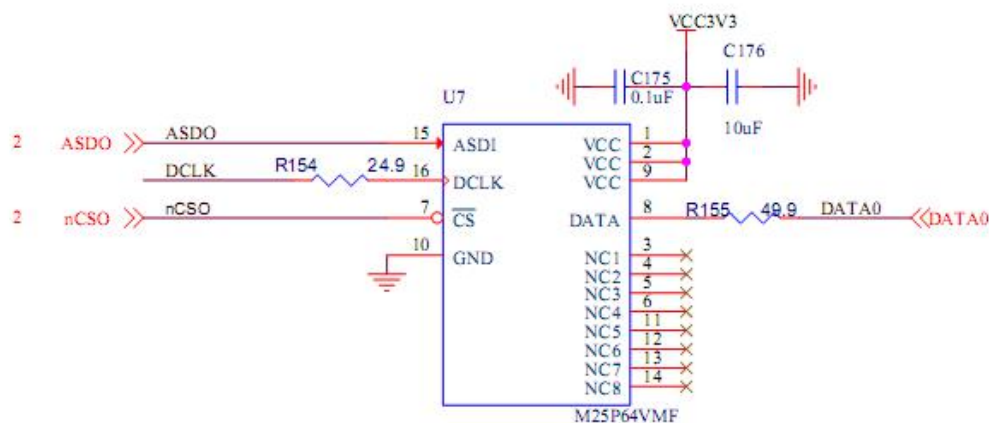 VCC3V3
C175
0.1uF
C176
10uF
U7
2 ASDO ASDO 15 ASDI
DCLK R154 24.9 16 DCLK
2 nCSO nCSO 7 CS
10 GND
VCC 1
VCC 2
VCC 9
DATA 8 R155 49.9 DATA0 DATA0
NC1 3
NC2 4
NC3 5
NC4 6
NC5 11
NC6 12
NC7 13
NC8 14
M25P64VMF